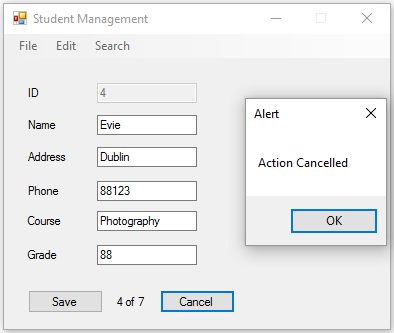 Student Management
File Edit Search
ID 4
Name Evie
Address Dublin
Phone 88123
Course Photography
Grade 88
Save 4 of 7 Cancel
Alert
Action Cancelled
OK